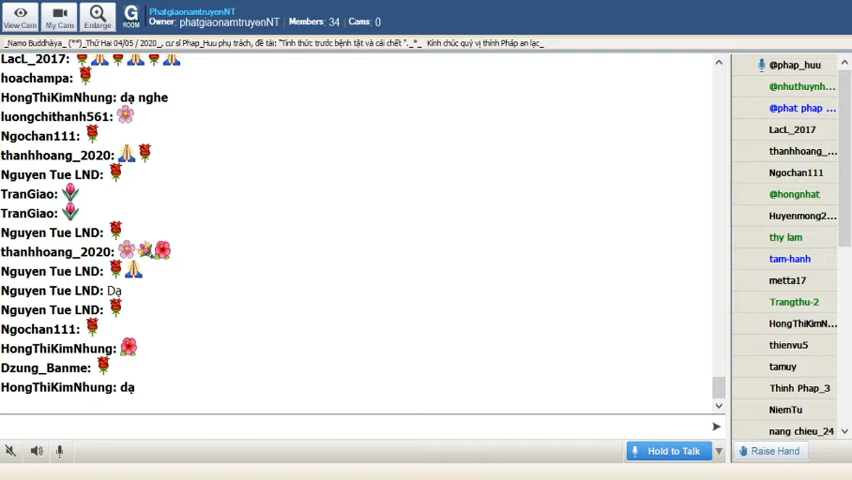 View Cam
My Cam
Enlarge
G
ROOM
PhatgiaonamtruyenNT
Owner: phatgiaonamtruyenNT Members: 34 Cams: 0
_Namo Buddhàya_ (**)_Thứ Hai 04/05 / 2020_, cư sĩ Pháp_Huu phụ trách, đề tài: "Tỉnh thức trước bệnh tật và cái chết "._*_ Kính chúc quý vị thính Pháp an lạc_
LacL_2017:
hoachampa:
HongThiKimNhung: dạ nghe
luongchithanh561:
Ngochan111:
thanhhoang_2020:
Nguyen Tue LND:
TranGiao:
TranGiao:
Nguyen Tue LND:
thanhhoang_2020:
Nguyen Tue LND:
Nguyen Tue LND: Dạ
Nguyen Tue LND:
Ngochan111:
HongThiKimNhung:
Dzung_Banme:
HongThiKimNhung: dạ
@phap_huu
@nhuthuynh...
@phat phap ...
LacL_2017
thanhhoang_...
Ngochan111
@hongnhat
Huyenmong2...
thy lam
tam-hanh
metta17
Trangthu-2
HongThiKimN...
thienvu5
tamuy
Thinh Phap_3
NiemTu
nang chieu_24
Hold to Talk
Raise Hand